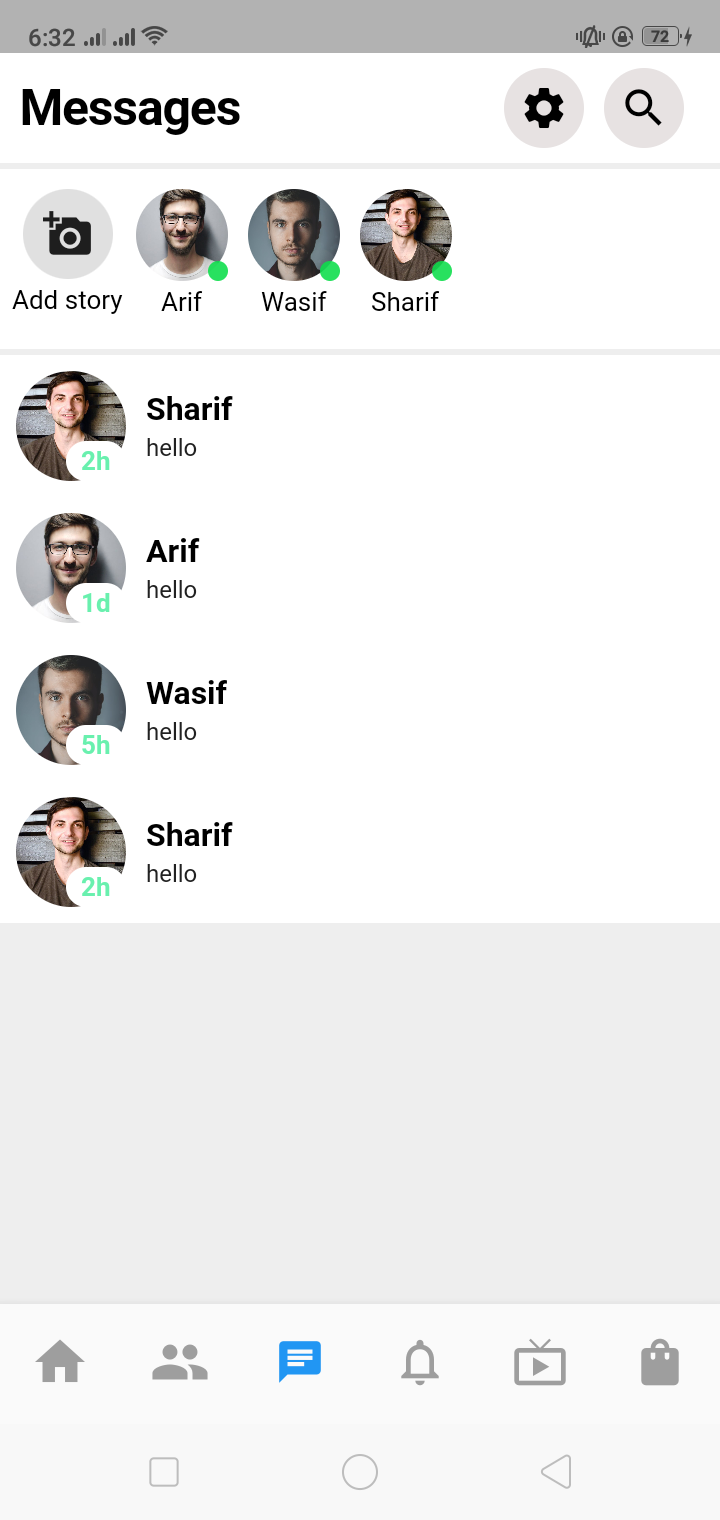 6:32
72
Messages
Add story
Arif
Wasif
Sharif
Sharif
hello
2h
Arif
hello
1d
Wasif
hello
5h
Sharif
hello
2h